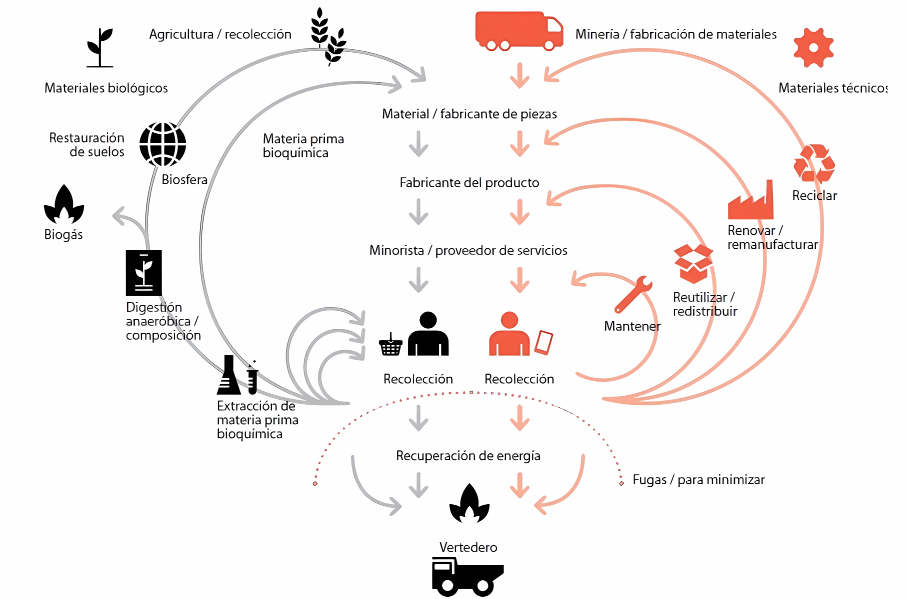 Agricultura / recolección
Minería / fabricación de materiales
Materiales biológicos
Materiales técnicos
Material / fabricante de piezas
Restauración
de suelos
Materia prima
bioquímica
Biosfera
Fabricante del producto
Reciclar
Biogás
Renovar /
remanufacturar
Minorista / proveedor de servicios
Digestión
anaeróbica /
composición
Reutilizar /
redistribuir
Mantener
Recolección
Recolección
Extracción de
materia prima
bioquímica
Recuperación de energía
Fugas / para minimizar
Vertedero